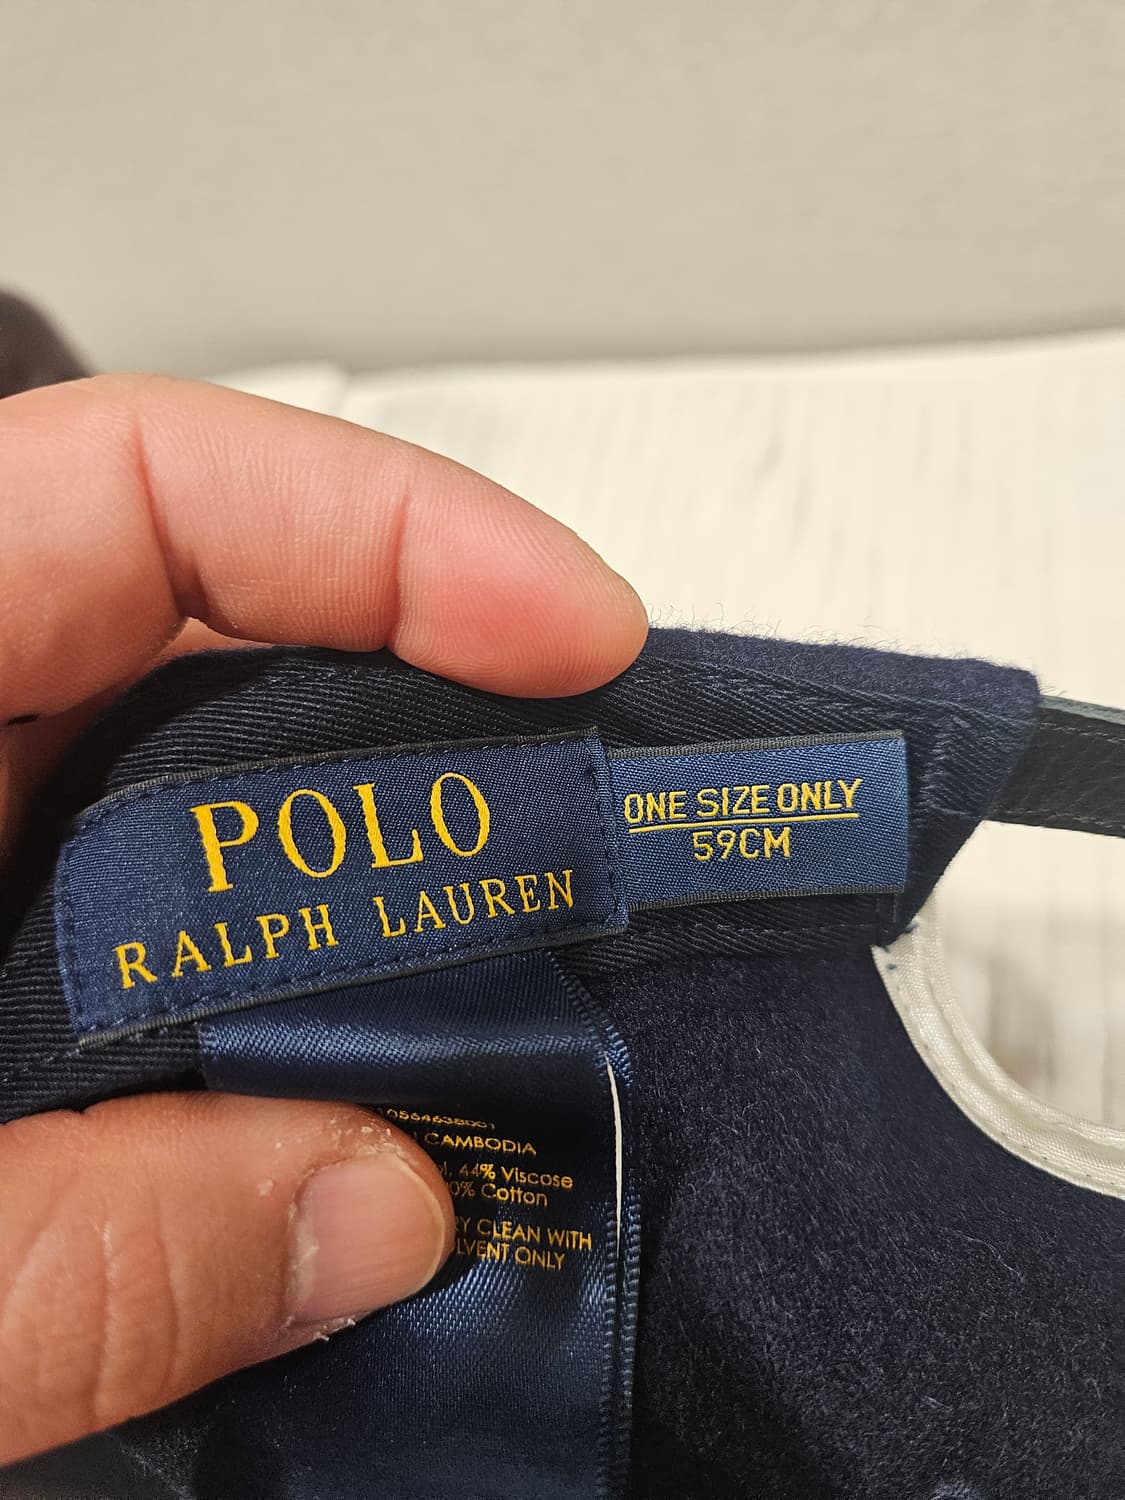 POLO
RALPH LAUREN
ONE SIZE ONLY
59CM
CAMBODIA
44% Viscose
Cotton
CLEAN WITH
ONLY